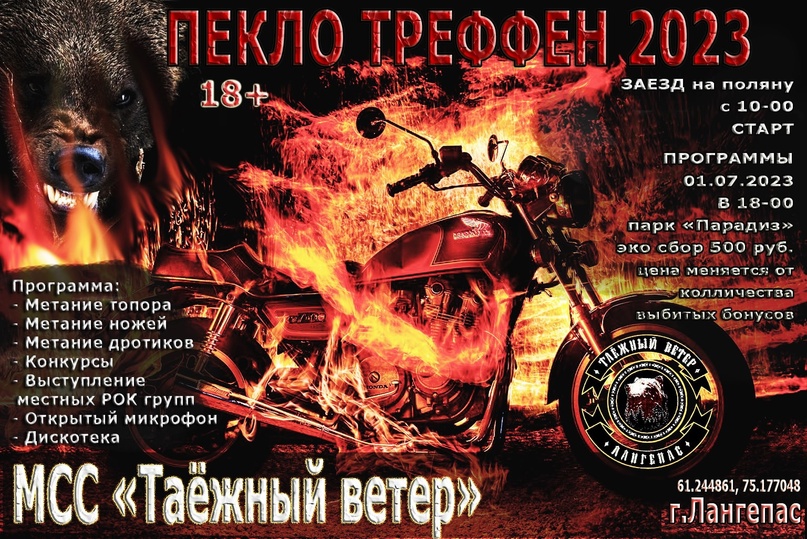 ПЕКЛО ТРЕФФЕН 2023
18+
ЗАЕЗД на поляну
с 10-00
СТАРТ
ПРОГРАММЫ
01.07.2023
В 18-00
парк «Парадиз»
эко сбор 500 руб.
цена меняется от
колличества
выбитых бонусов
Программа:
- Метание топора
- Метание ножей
- Метание дротиков
- Конкурсы
- Выступление
местных РОК групп
- Открытый микрофон
- Дискотека
HONDA
ТАЁЖНЫЙ ВЕТЕР
ЛАНГЕПАС
МСС «Таёжный ветер»
61.244861, 75.177048
г.Лангепас